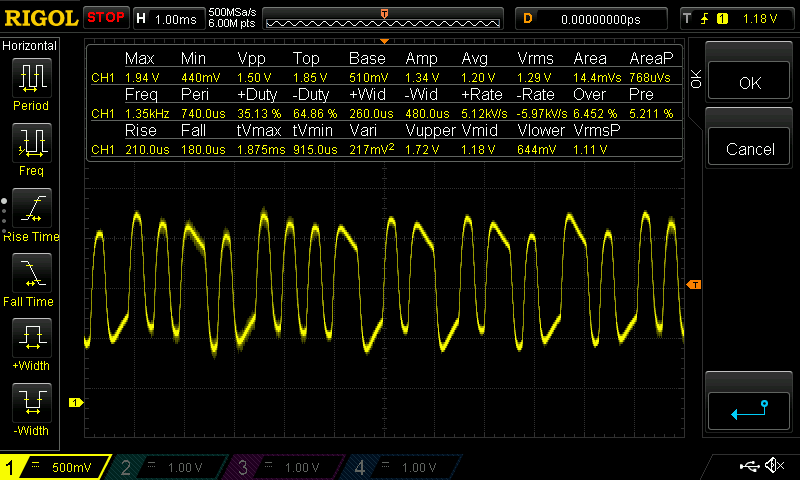 RIGOL STOP H 1.00ms 500MSa/s 6.00M pts T D 0.00000000ps T 1 1.18 V
Horizontal
Period
Freq
Rise Time
Fall Time
+Width
-Width
Max Min Vpp Top Base Amp Avg Vrms Area AreaP
CH1 1.94 V 440mV 1.50 V 1.85 V 510mV 1.34 V 1.20 V 1.29 V 14.4mVs 768uVs
Freq Peri +Duty -Duty +Wid -Wid +Rate -Rate Over Pre
CH1 1.35kHz 740.0us 35.13 % 64.86 % 260.0us 480.0us 5.12kV/s -5.97kV/s 6.452 % 5.211 %
Rise Fall tVmax tVmin Vari Vupper Vmid Vlower VrmsP
CH1 210.0us 180.0us 1.875ms 915.0us 217mV² 1.72 V 1.18 V 644mV 1.11 V
T
1
OK
OK
Cancel
1 500mV 2 1.00 V 3 1.00 V 4 1.00 V